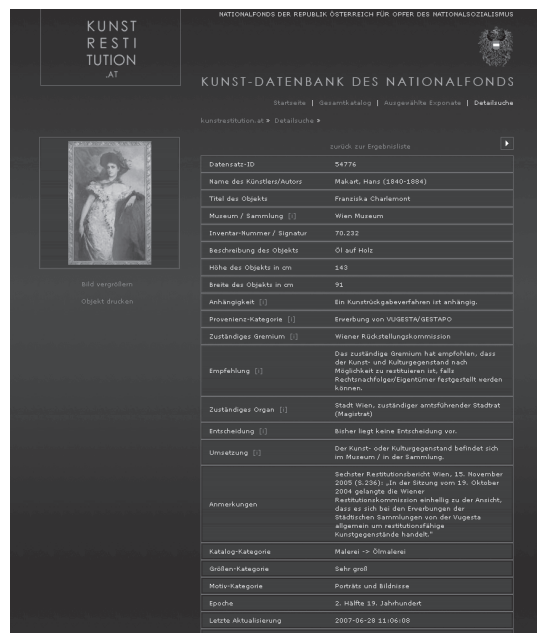 NATIONALFONDS DER REPUBLIK ÖSTERREICH FÜR OPFER DES NATIONALSOZIALISMUS
KUNST
RESTI
TUTION
.AT
KUNST-DATENBANK DES NATIONALFONDS
Startseite | Gesamtkatalog | Ausgewählte Exponate | Detailsuche
kunstrestitution.at » Detailsuche »
zurück zur Ergebnisliste
Bild vergrößern
Objekt drucken
Datensatz-ID 54776
Name des Künstlers/Autors Makart, Hans (1840-1884)
Titel des Objekts Franziska Charlemont
Museum / Sammlung [i] Wien Museum
Inventar-Nummer / Signatur 70.232
Beschreibung des Objekts Öl auf Holz
Höhe des Objekts in cm 143
Breite des Objekts in cm 91
Anhängigkeit [i] Ein Kunstrückgabeverfahren ist anhängig.
Provenienz-Kategorie [i] Erwerbung von VUGESTA/GESTAPO
Zuständiges Gremium [i] Wiener Rückstellungskommission
Empfehlung [i] Das zuständige Gremium hat empfohlen, dass
der Kunst- und Kulturgegenstand nach
Möglichkeit zu restituieren ist, falls
Rechtsnachfolger/Eigentümer festgestellt werden
können.
Zuständiges Organ [i] Stadt Wien, zuständiger amtsführender Stadtrat
(Magistrat)
Entscheidung [i] Bisher liegt keine Entscheidung vor.
Umsetzung [i] Der Kunst- oder Kulturgegenstand befindet sich
im Museum / in der Sammlung.
Anmerkungen Sechster Restitutionsbericht Wien, 15. November
2005 (S.236): „In der Sitzung vom 19. Oktober
2004 gelangte die Wiener
Restitutionskommission einhellig zu der Ansicht,
dass es sich bei den Erwerbungen der
Städtischen Sammlungen von der Vugesta
allgemein um restitutionsfähige
Kunstgegenstände handelt."
Katalog-Kategorie Malerei -> Ölmalerei
Größen-Kategorie Sehr groß
Motiv-Kategorie Porträts und Bildnisse
Epoche 2. Hälfte 19. Jahrhundert
Letzte Aktualisierung 2007-06-28 11:06:08